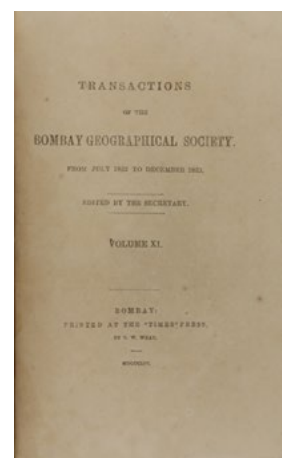 TRANSACTIONS
OF THE
BOMBAY GEOGRAPHICAL SOCIETY.
FROM JULY TO DECEMBER
EDITED BY THE SECRETARY.
VOLUME XI.
BOMBAY:
PRINTED AT THE "TIMES" PRESS,
BY